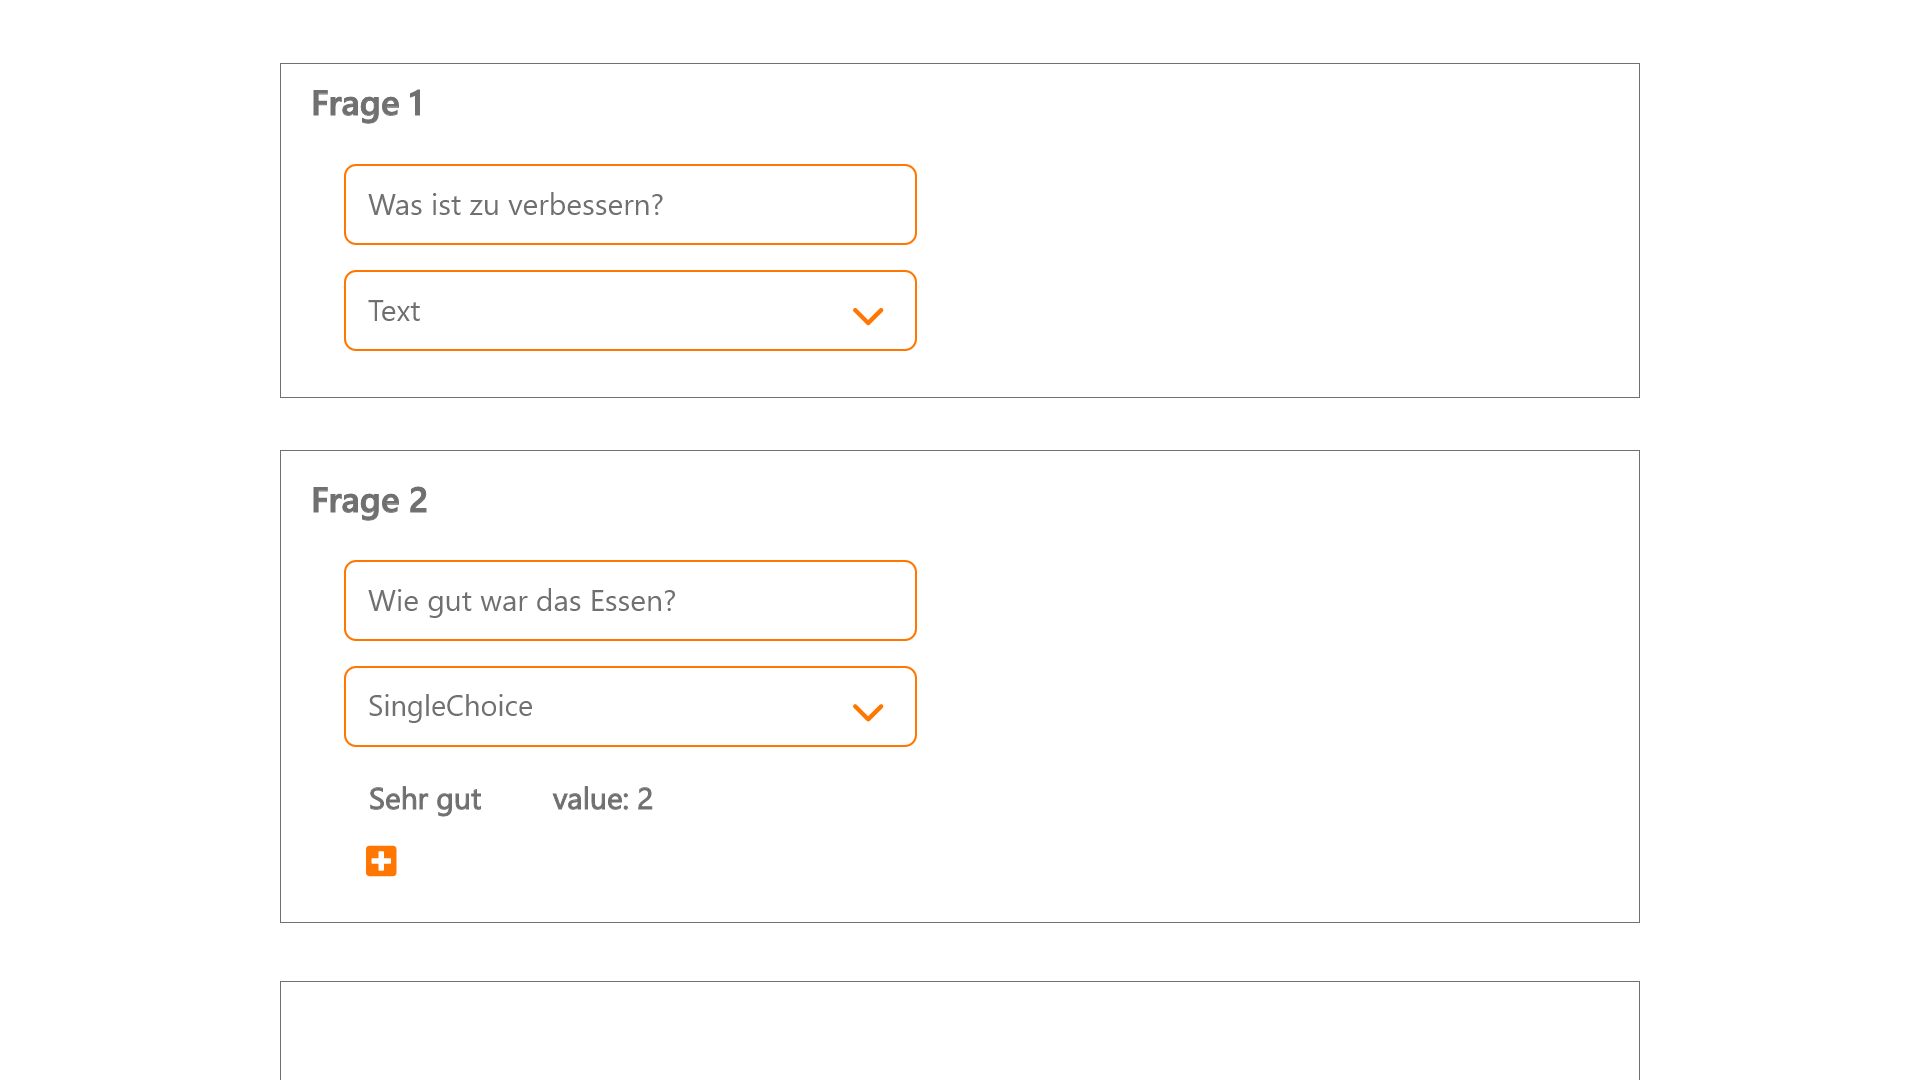 Frage 1
Was ist zu verbessern?
Text
Frage 2
Wie gut war das Essen?
SingleChoice
Sehr gut value: 2